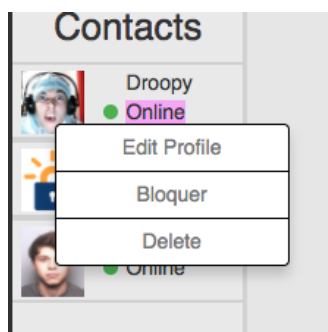 Contacts
Droopy
Online
Edit Profile
Bloquer
Delete
Online